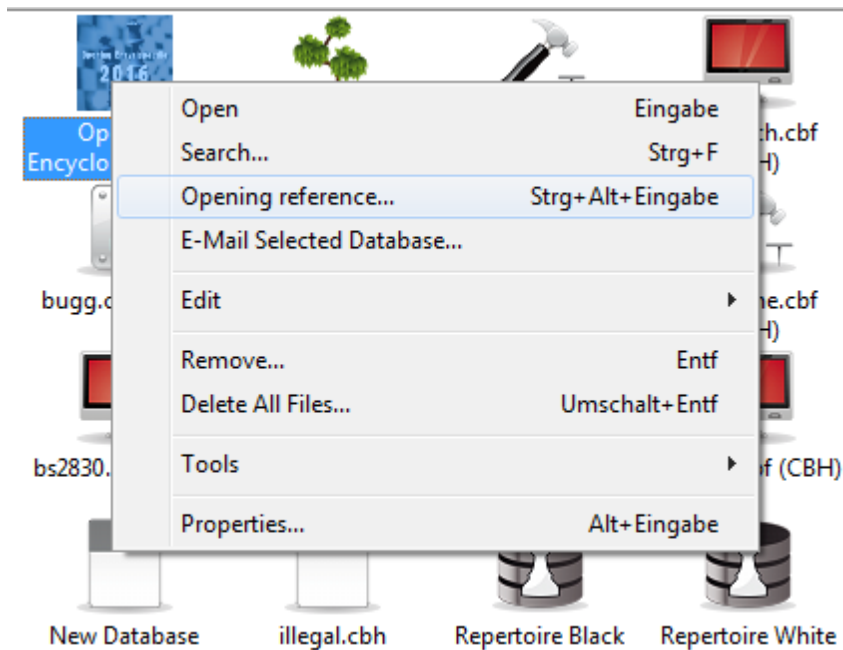 2016
Op
Encyclo
Open Eingabe
Search... Strg+F
Opening reference... Strg+Alt+Eingabe
E-Mail Selected Database...
Edit
Remove... Entf
Delete All Files... Umschalt+Entf
Tools
Properties... Alt+Eingabe
h.cbf
H)
bugg.c
ne.cbf
H)
bs2830.
of (CBH)
New Database
illegal.cbh
Repertoire Black
Repertoire White